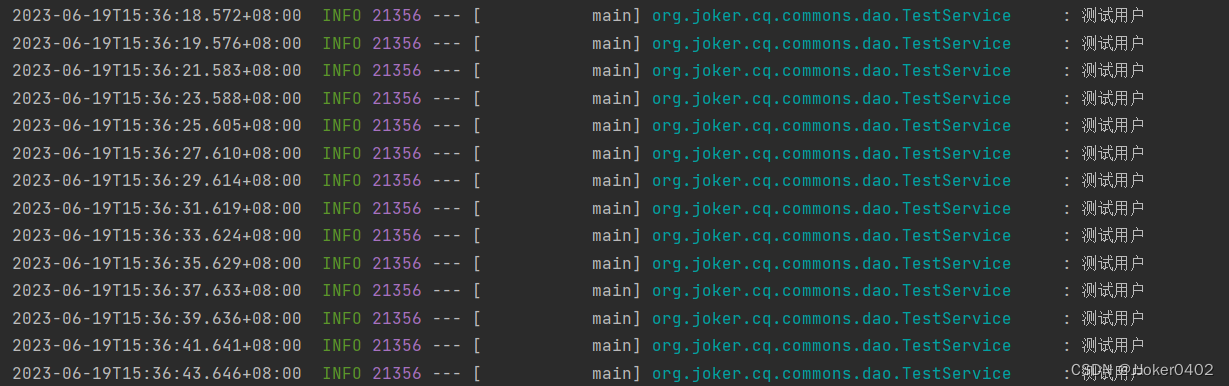 2023-06-19T15:36:18.572+08:00  INFO 21356 --- [           main] org.joker.cq.commons.dao.TestService     : 测试用户
2023-06-19T15:36:19.576+08:00  INFO 21356 --- [           main] org.joker.cq.commons.dao.TestService     : 测试用户
2023-06-19T15:36:21.583+08:00  INFO 21356 --- [           main] org.joker.cq.commons.dao.TestService     : 测试用户
2023-06-19T15:36:23.588+08:00  INFO 21356 --- [           main] org.joker.cq.commons.dao.TestService     : 测试用户
2023-06-19T15:36:25.605+08:00  INFO 21356 --- [           main] org.joker.cq.commons.dao.TestService     : 测试用户
2023-06-19T15:36:27.610+08:00  INFO 21356 --- [           main] org.joker.cq.commons.dao.TestService     : 测试用户
2023-06-19T15:36:29.614+08:00  INFO 21356 --- [           main] org.joker.cq.commons.dao.TestService     : 测试用户
2023-06-19T15:36:31.619+08:00  INFO 21356 --- [           main] org.joker.cq.commons.dao.TestService     : 测试用户
2023-06-19T15:36:33.624+08:00  INFO 21356 --- [           main] org.joker.cq.commons.dao.TestService     : 测试用户
2023-06-19T15:36:35.629+08:00  INFO 21356 --- [           main] org.joker.cq.commons.dao.TestService     : 测试用户
2023-06-19T15:36:37.633+08:00  INFO 21356 --- [           main] org.joker.cq.commons.dao.TestService     : 测试用户
2023-06-19T15:36:39.636+08:00  INFO 21356 --- [           main] org.joker.cq.commons.dao.TestService     : 测试用户
2023-06-19T15:36:41.641+08:00  INFO 21356 --- [           main] org.joker.cq.commons.dao.TestService     : 测试用户
2023-06-19T15:36:43.646+08:00  INFO 21356 --- [           main] org.joker.cq.commons.dao.TestService     : 测试用户
CSDN @JJoker0402